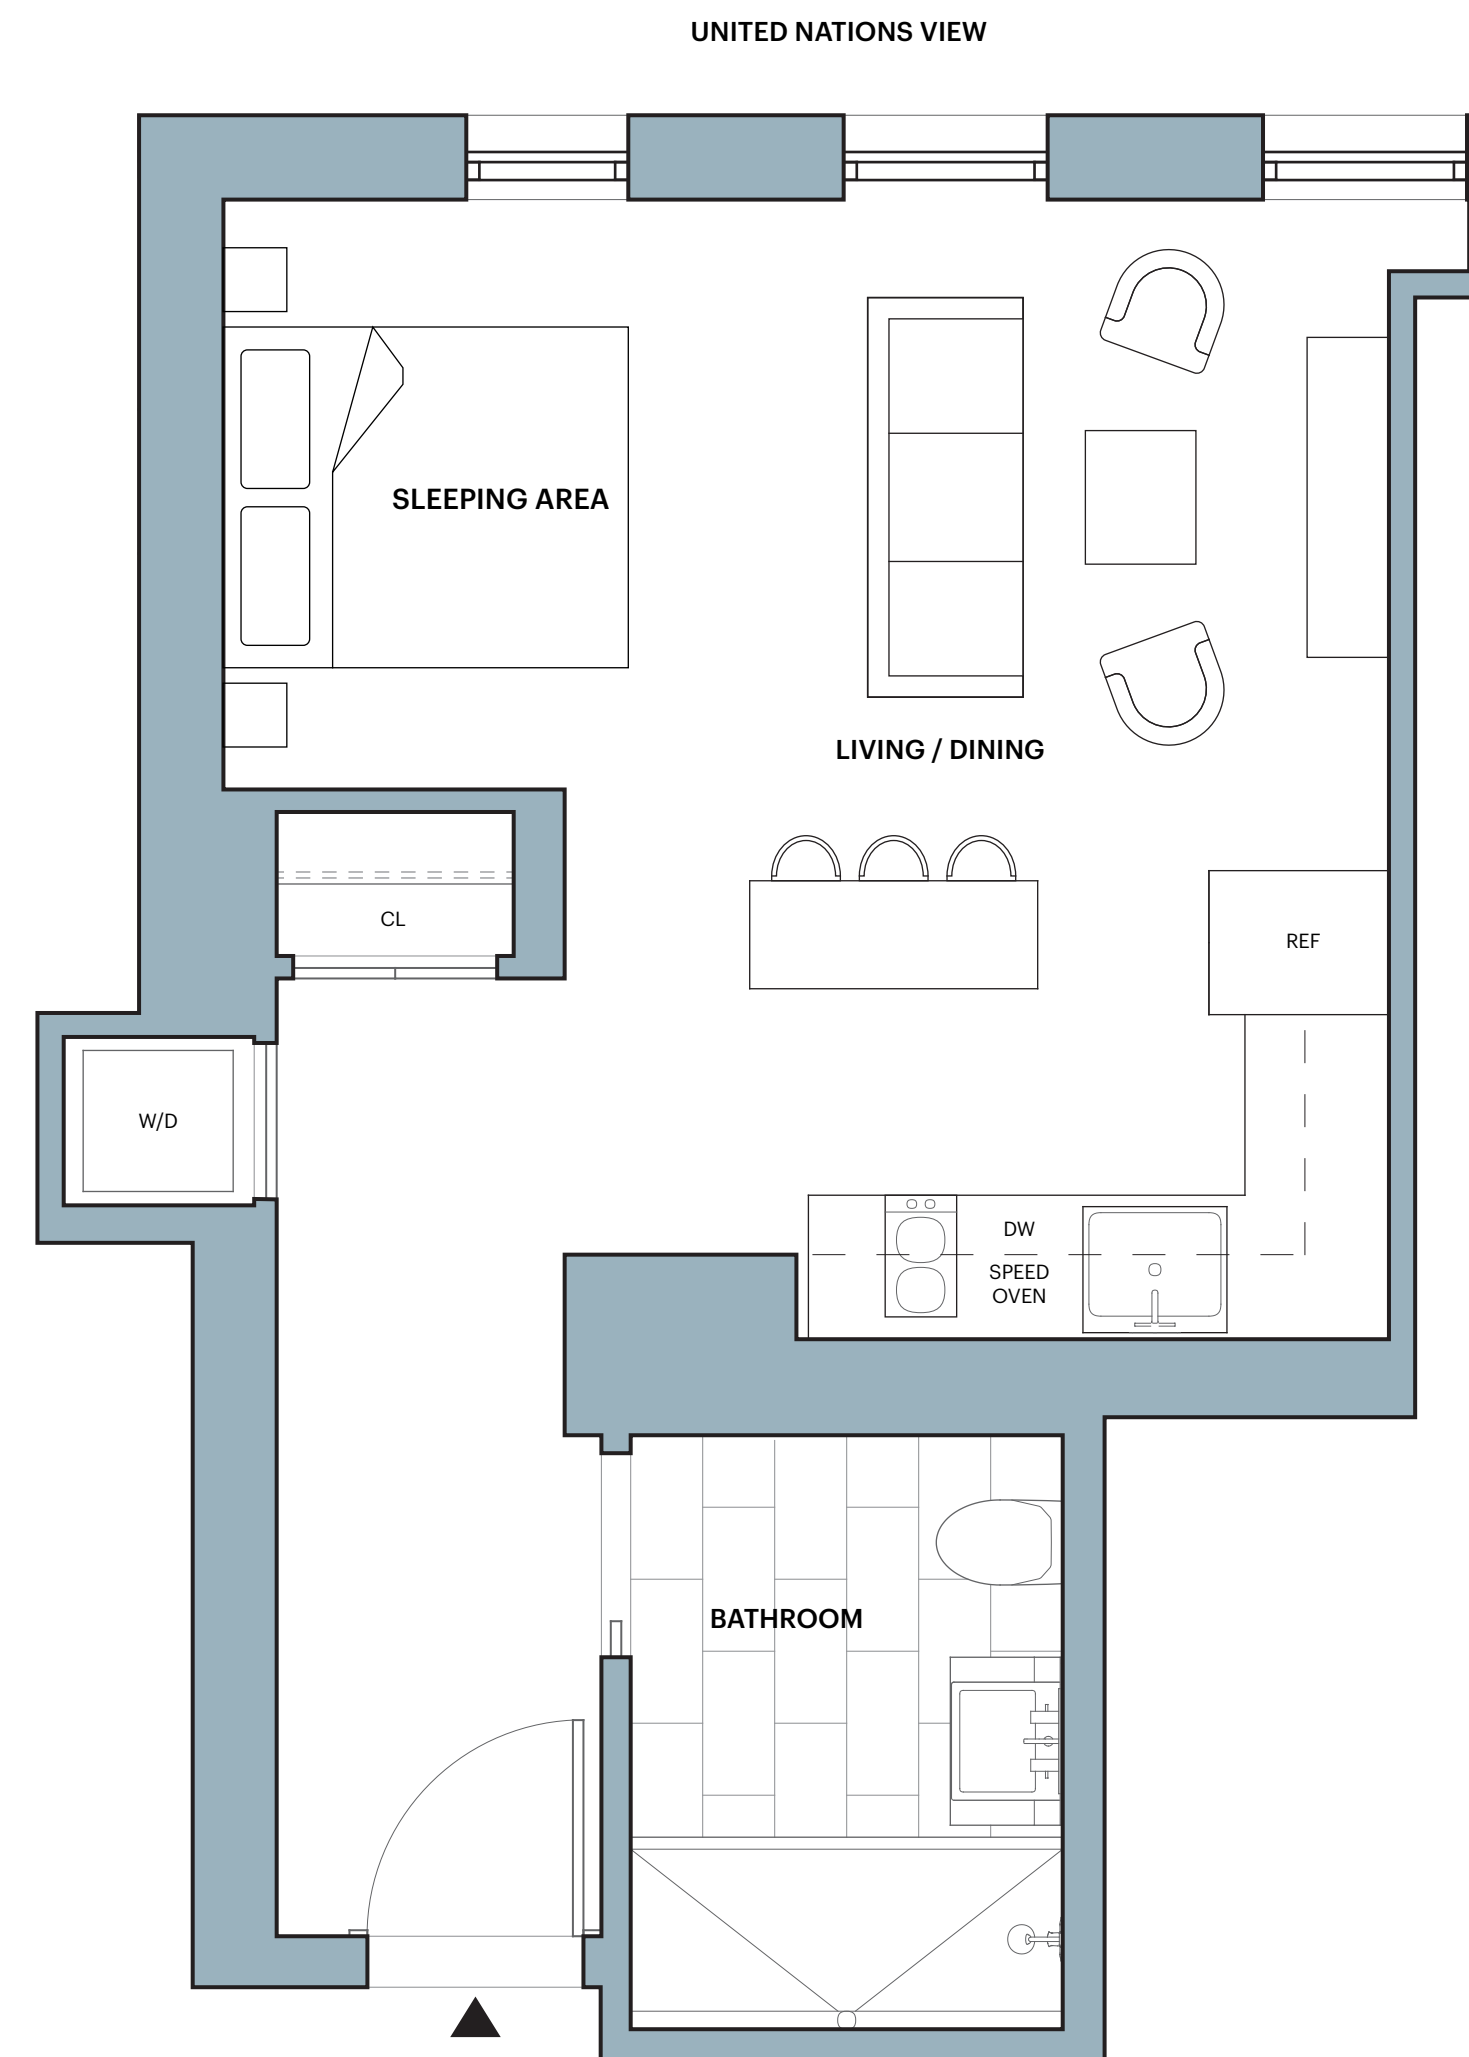 UNITED NATIONS VIEW
SLEEPING AREA
LIVING / DINING
CL
REF
W/D
DW
SPEED
OVEN
BATHROOM